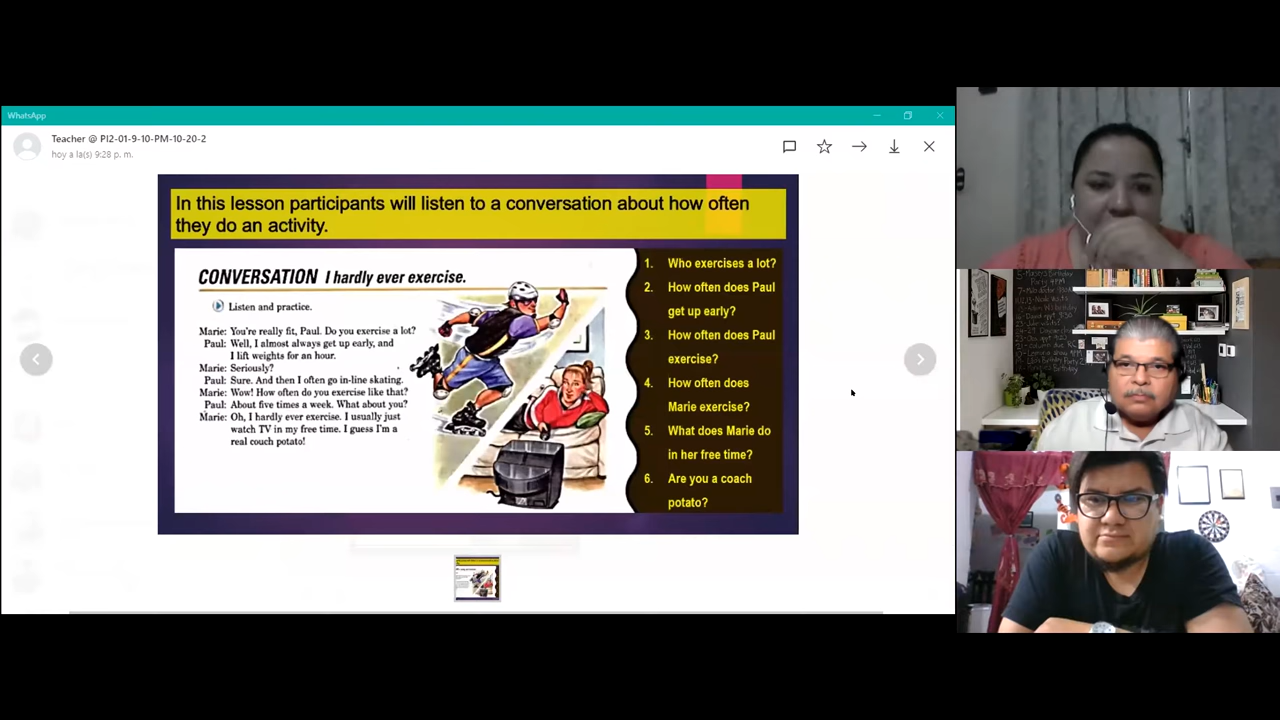 WhatsApp
Teacher @ PI2-01-9-10-PM-10-20-2
hoy a la(s) 9:28 p. m.
In this lesson participants will listen to a conversation about how often
they do an activity.
CONVERSATION I hardly ever exercise.
Listen and practice.
Marie: You're really fit, Paul. Do you exercise a lot?
Paul: Well, I almost always get up early, and
I lift weights for an hour.
Marie: Seriously?
Paul: Sure. And then I often go in-line skating.
Marie: Wow! How often do you exercise like that?
Paul: About five times a week. What about you?
Marie: Oh, I hardly ever exercise. I usually just
watch TV in my free time. I guess I'm a
real couch potato!
1. Who exercises a lot?
2. How often does Paul
get up early?
3. How often does Paul
exercise?
4. How often does
Marie exercise?
5. What does Marie do
in her free time?
6. Are you a coach
potato?